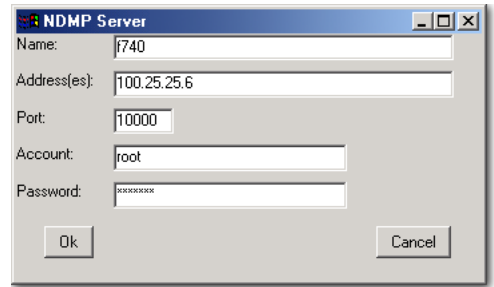 NDMP Server
Name: f740
Address(es): 100.25.25.6
Port: 10000
Account: root
Password: *******
Ok Cancel